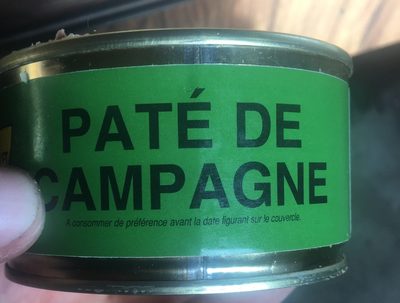 PATÉ DE
CAMPAGNE
A consommer de préférence avant la date figurant sur le couvercle.